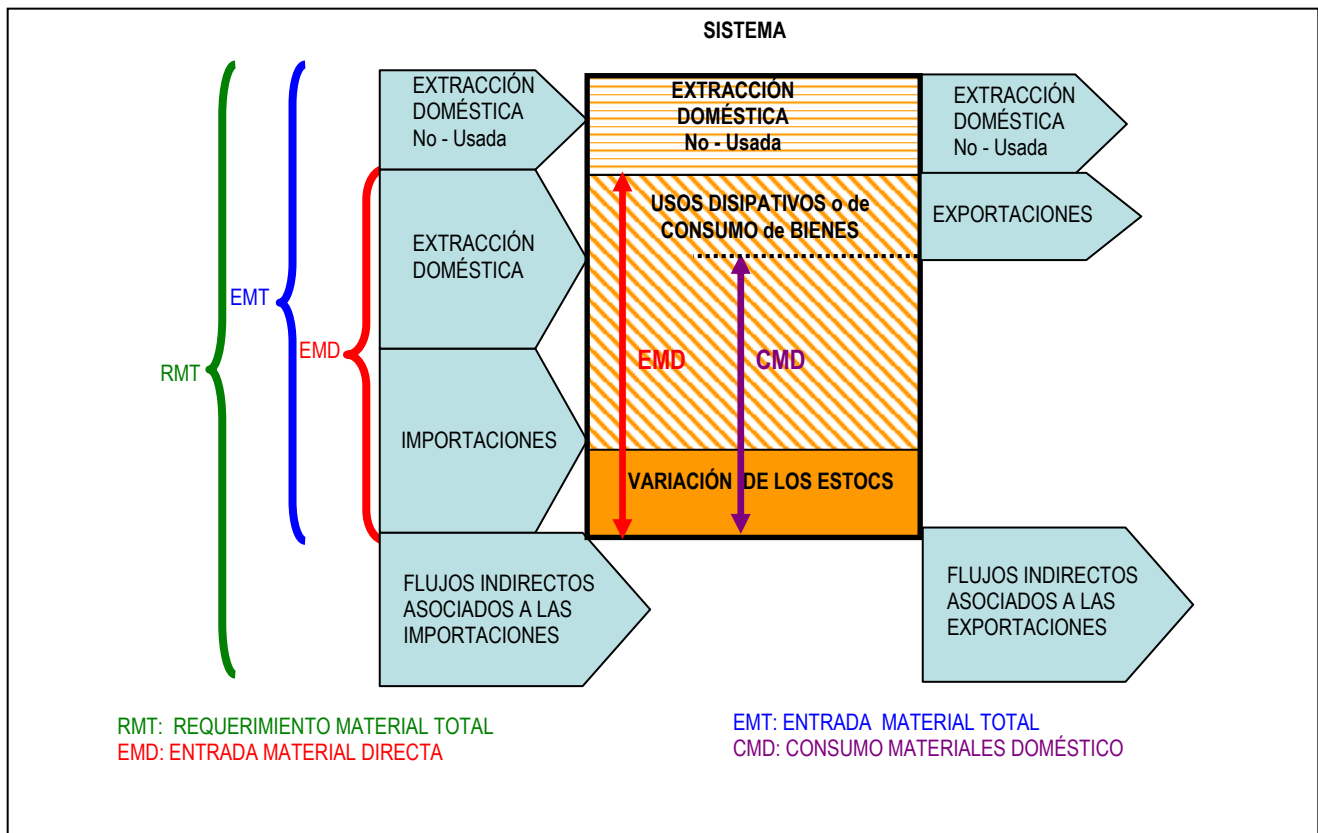 SISTEMA
EXTRACCIÓN
DOMÉSTICA
No - Usada
EXTRACCIÓN
DOMÉSTICA
No - Usada
EXTRACCIÓN
DOMÉSTICA
No - Usada
EXTRACCIÓN
DOMÉSTICA
USOS DISIPATIVOS o de
CONSUMO de BIENES
EXPORTACIONES
EMT
EMD
RMT
EMD
CMD
IMPORTACIONES
VARIACIÓN DE LOS ESTOCS
FLUJOS INDIRECTOS
ASOCIADOS A LAS
IMPORTACIONES
FLUJOS INDIRECTOS
ASOCIADOS A LAS
EXPORTACIONES
RMT: REQUERIMIENTO MATERIAL TOTAL
EMD: ENTRADA MATERIAL DIRECTA
EMT: ENTRADA MATERIAL TOTAL
CMD: CONSUMO MATERIALES DOMÉSTICO